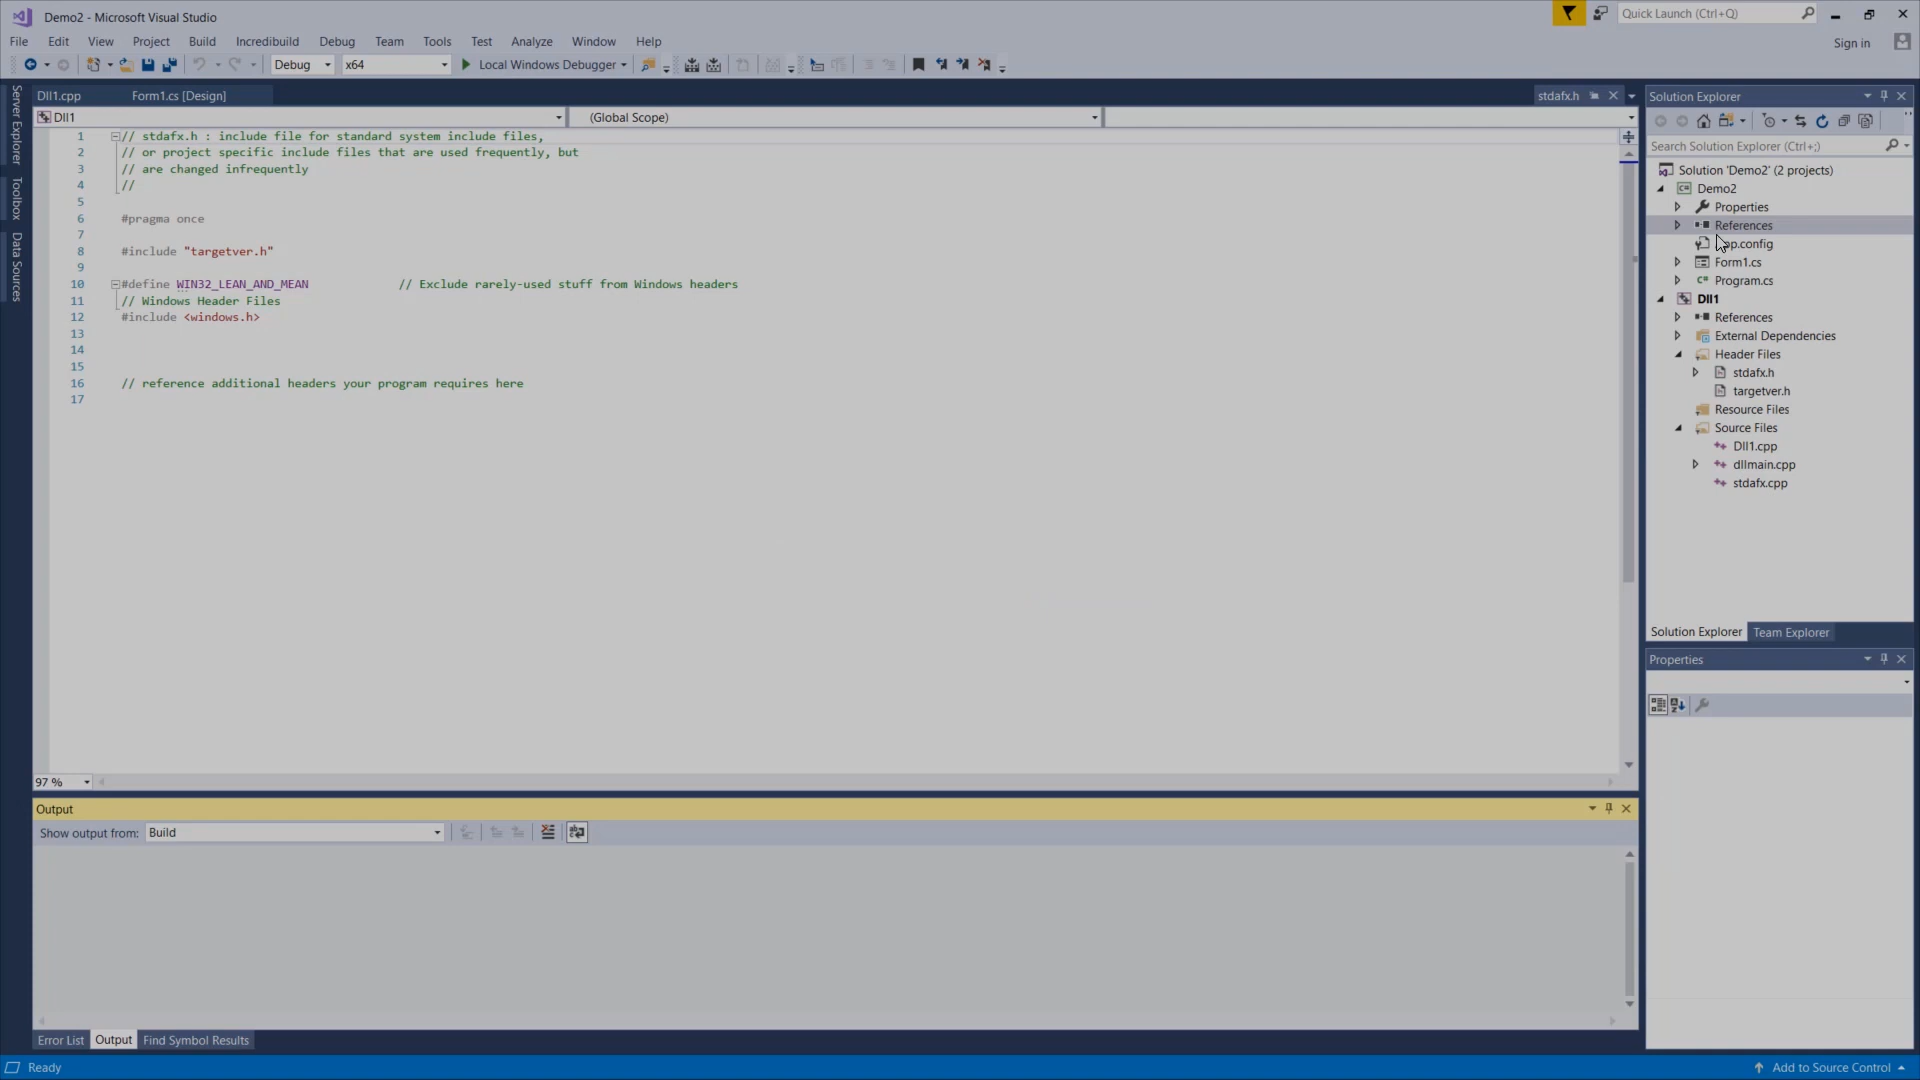 Demo2 - Microsoft Visual Studio
Quick Launch (Ctrl+Q)
File Edit View Project Build Incredibuild Debug Team Tools Test Analyze Window Help
Sign in
Debug x64 Local Windows Debugger
Server Explorer
Toolbox
Data Sources
Dll1.cpp Form1.cs [Design]
stdafx.h
Dll1
(Global Scope)
1 // stdafx.h : include file for standard system include files,
2 // or project specific include files that are used frequently, but
3 // are changed infrequently
4 //
5
6 #pragma once
7
8 #include "targetver.h"
9
10 #define WIN32_LEAN_AND_MEAN // Exclude rarely-used stuff from Windows headers
11 // Windows Header Files
12 #include <windows.h>
13
14
15
16 // reference additional headers your program requires here
17
97 %
Output
Show output from: Build
Error List Output Find Symbol Results
Solution Explorer
Search Solution Explorer (Ctrl+;)
Solution 'Demo2' (2 projects)
Demo2
Properties
References
pp.config
Form1.cs
Program.cs
Dll1
References
External Dependencies
Header Files
stdafx.h
targetver.h
Resource Files
Source Files
Dll1.cpp
dllmain.cpp
stdafx.cpp
Solution Explorer Team Explorer
Properties
Ready
Add to Source Control